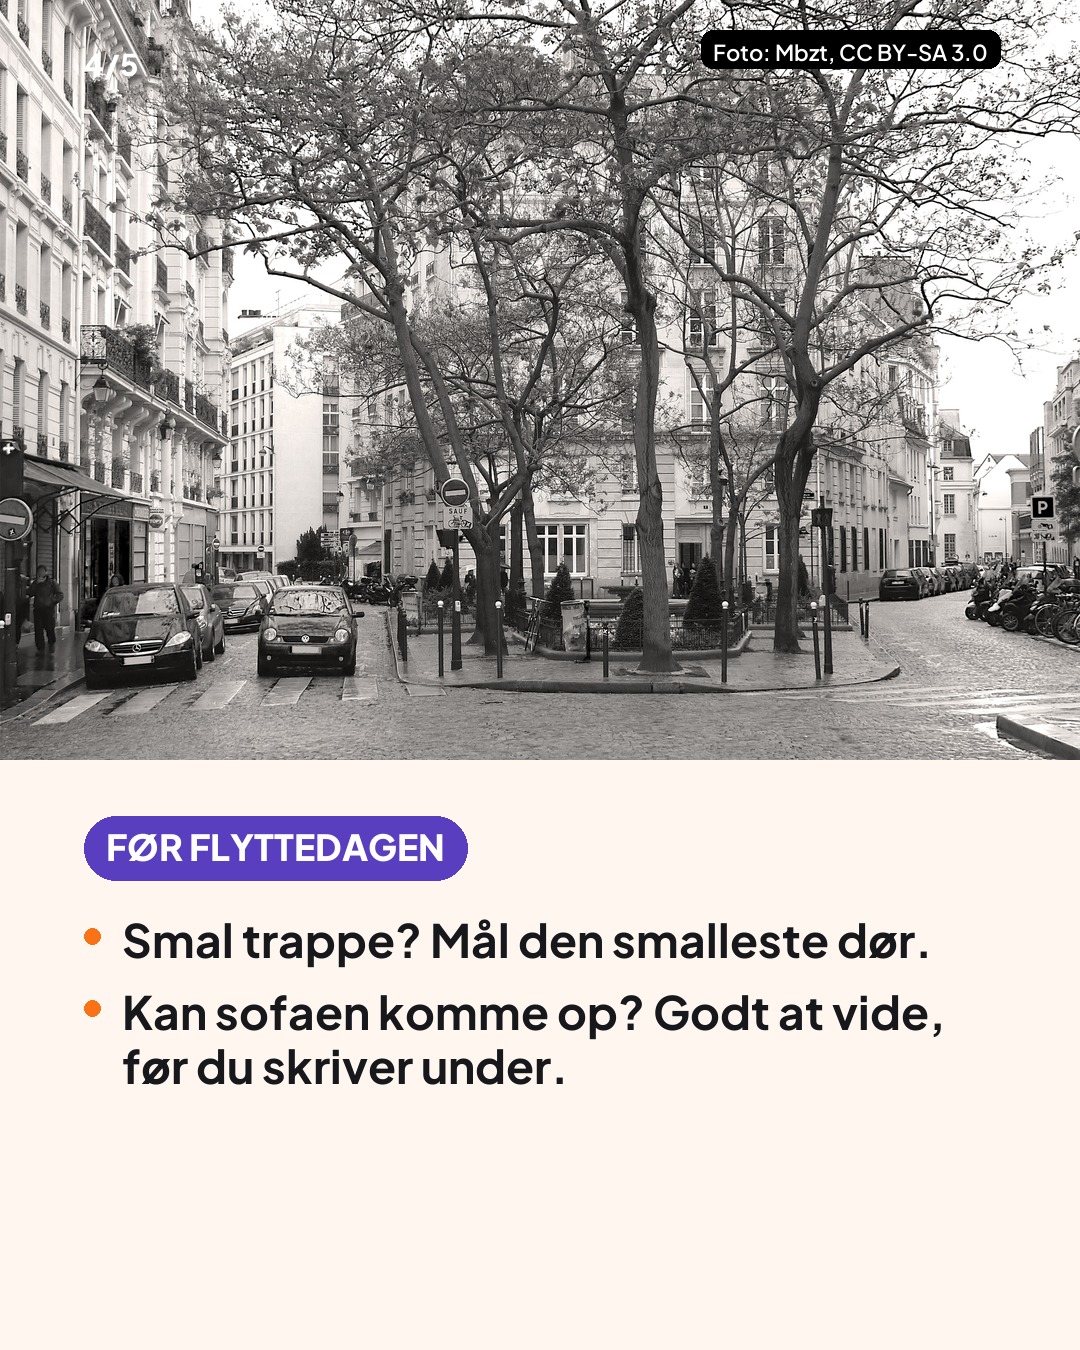 4/5
Foto: Mbzt, CC BY-SA 3.0
SAUF
P
FØR FLYTTEDAGEN
Smal trappe? Mål den smalleste dør.
Kan sofaen komme op? Godt at vide,
før du skriver under.